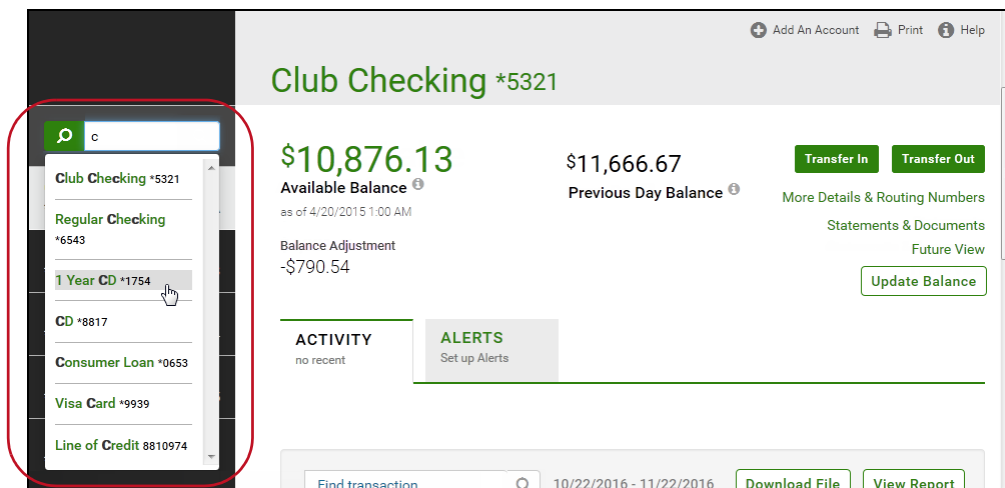 Add An Account Print Help
Club Checking *5321
c
Club Checking *5321
Regular Checking
*6543
1 Year CD *1754
CD *8817
Consumer Loan *0653
Visa Card *9939
Line of Credit 8810974
$10,876.13
Available Balance
as of 4/20/2015 1:00 AM
Balance Adjustment
-$790.54
$11,666.67
Previous Day Balance
Transfer In Transfer Out
More Details & Routing Numbers
Statements & Documents
Future View
Update Balance
ACTIVITY
no recent
ALERTS
Set up Alerts
Find transaction 10/22/2016 - 11/22/2016 Download File View Report